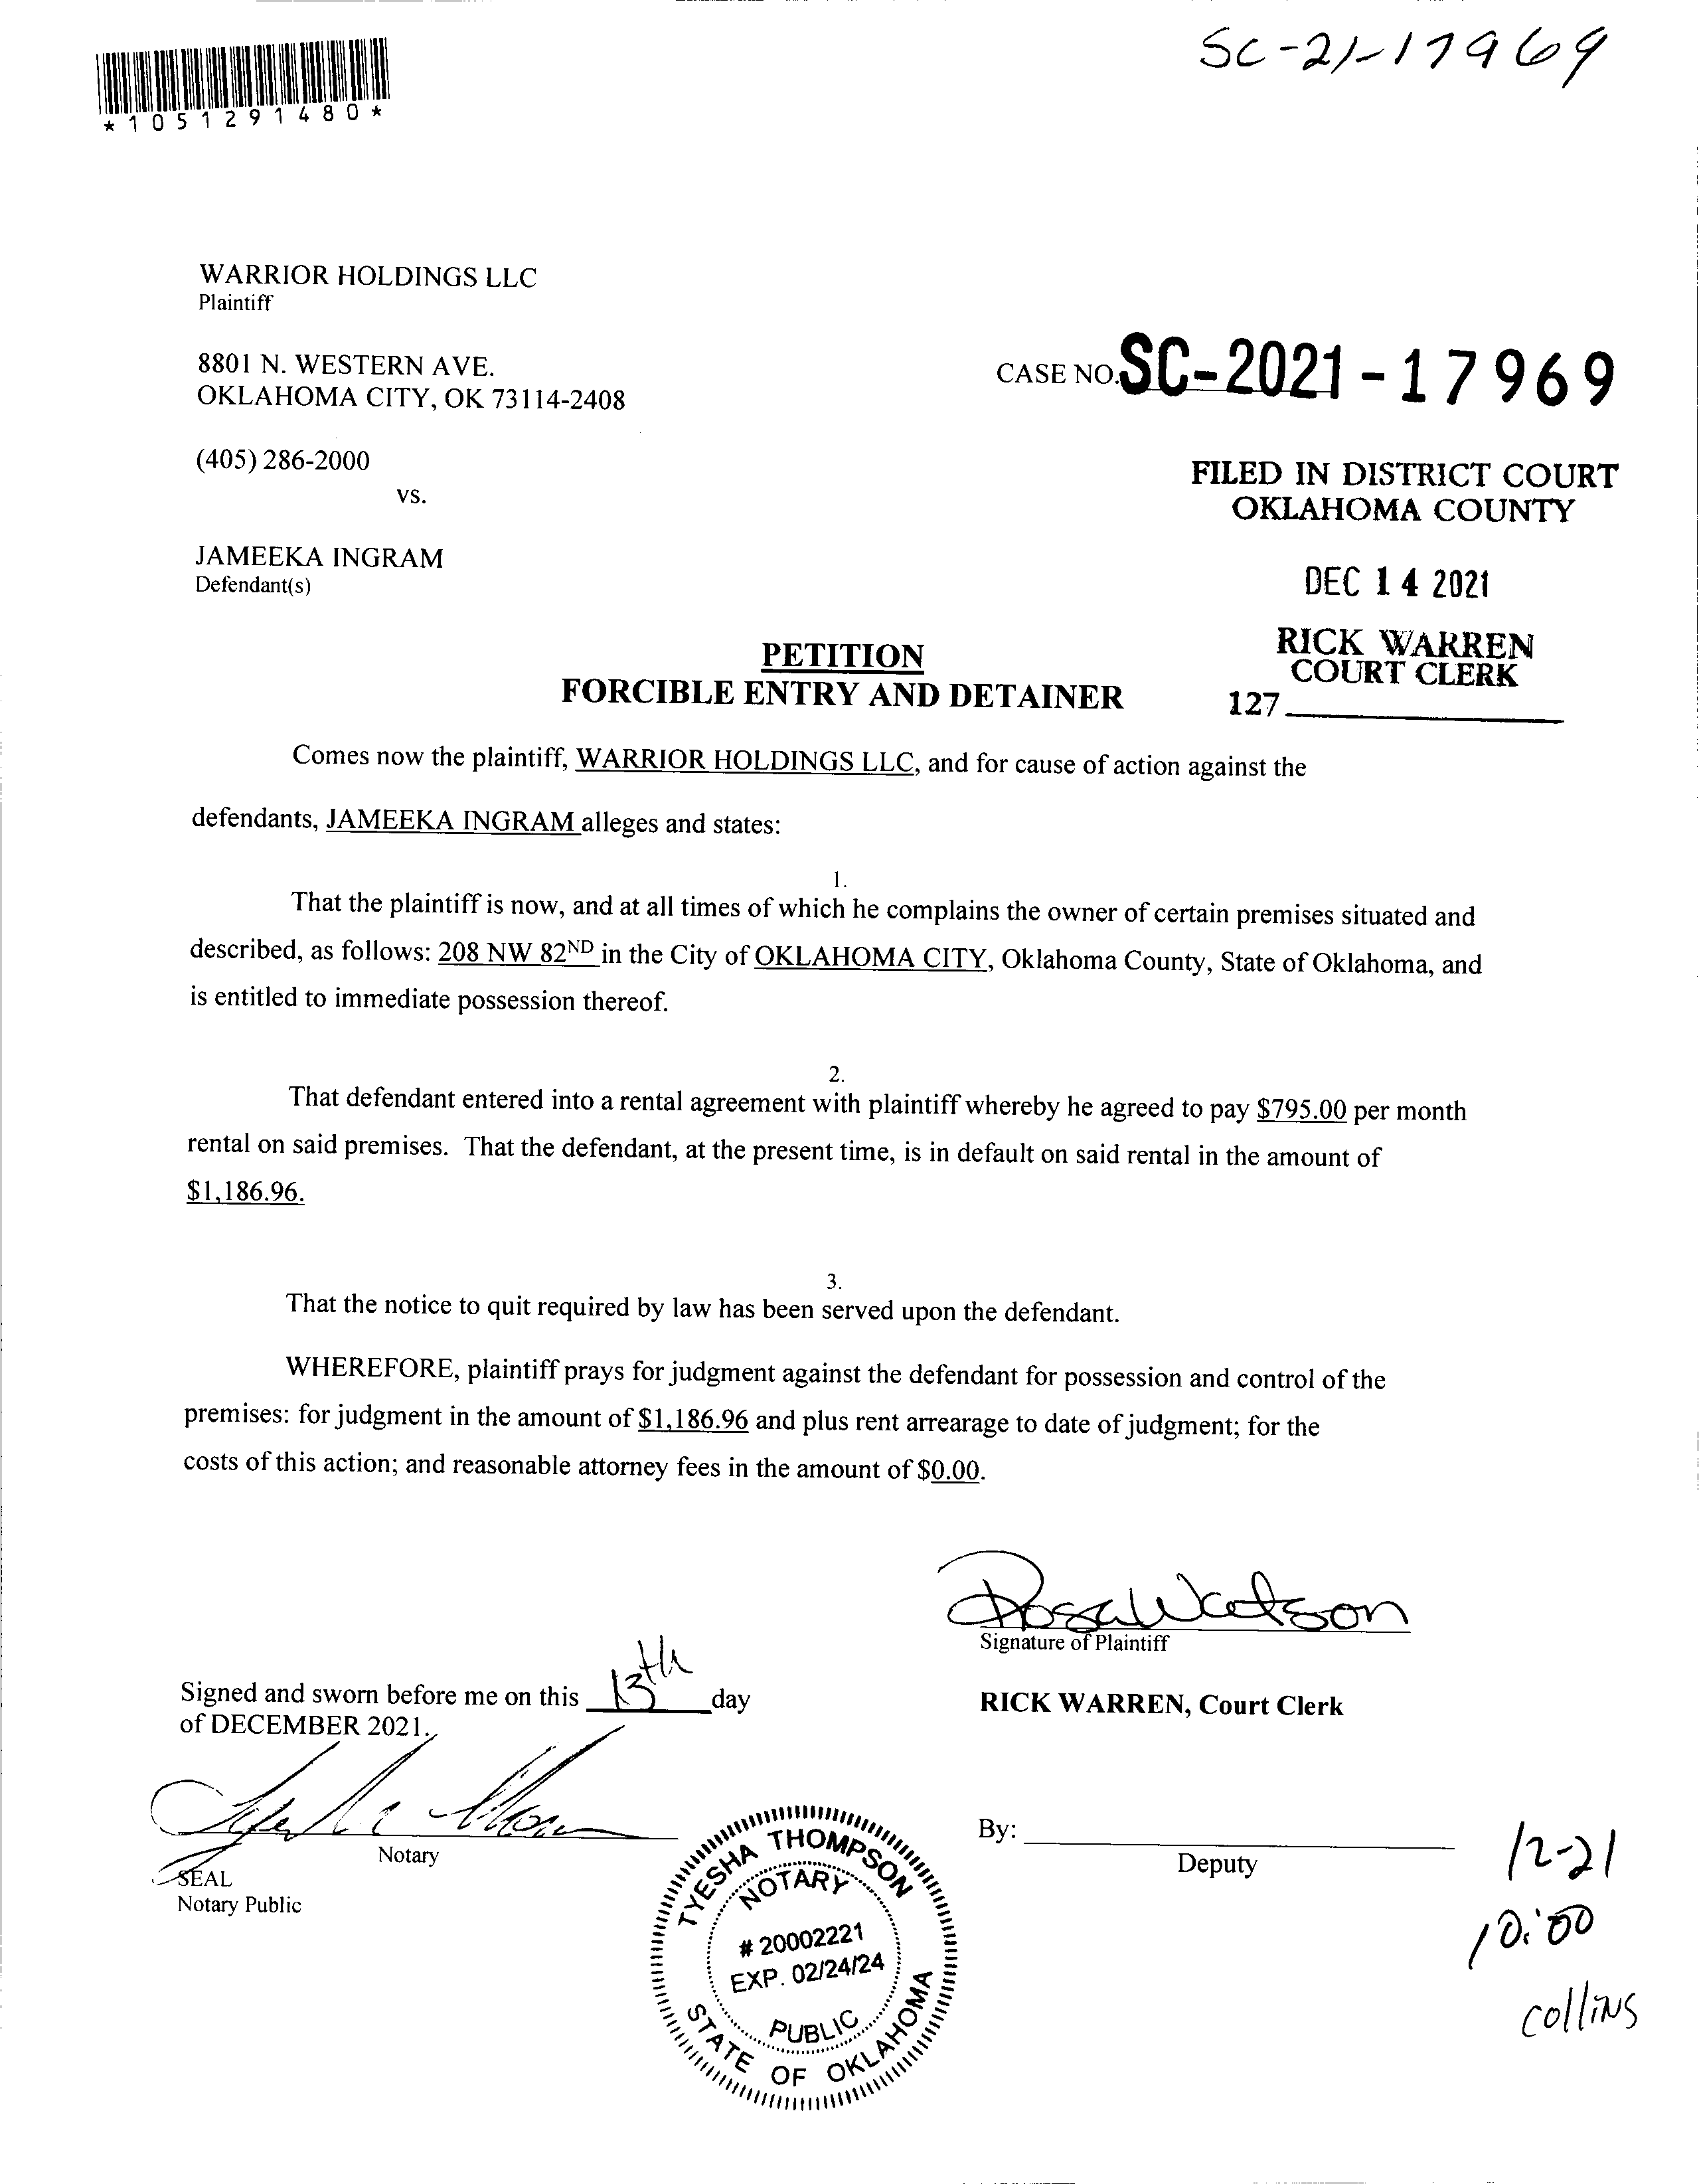 SC-21-17969
*1051291480*
WARRIOR HOLDINGS LLC
Plaintiff
8801 N. WESTERN AVE.
OKLAHOMA CITY, OK 73114-2408
CASE NO. SC-2021-17969
(405) 286-2000
vs.
FILED IN DISTRICT COURT
OKLAHOMA COUNTY
JAMEEKA INGRAM
Defendant(s)
DEC 14 2021
RICK WARREN
COURT CLERK
127
PETITION
FORCIBLE ENTRY AND DETAINER
Comes now the plaintiff, WARRIOR HOLDINGS LLC, and for cause of action against the
defendants, JAMEEKA INGRAM alleges and states:
1.
That the plaintiff is now, and at all times of which he complains the owner of certain premises situated and
described, as follows: 208 NW 82ND in the City of OKLAHOMA CITY, Oklahoma County, State of Oklahoma, and
is entitled to immediate possession thereof.
2.
That defendant entered into a rental agreement with plaintiff whereby he agreed to pay $795.00 per month
rental on said premises. That the defendant, at the present time, is in default on said rental in the amount of
$1,186.96.
3.
That the notice to quit required by law has been served upon the defendant.
WHEREFORE, plaintiff prays for judgment against the defendant for possession and control of the
premises: for judgment in the amount of $1,186.96 and plus rent arrearage to date of judgment; for the
costs of this action; and reasonable attorney fees in the amount of $0.00.
Rosa Watson
Signature of Plaintiff
Signed and sworn before me on this 13th day
of DECEMBER 2021.
RICK WARREN, Court Clerk
Notary
SEAL
Notary Public
TYESHA THOMPSON
NOTARY
# 20002221
EXP. 02/24/24
PUBLIC
STATE OF OKLAHOMA
By:
Deputy
12-21
10:00
Collins